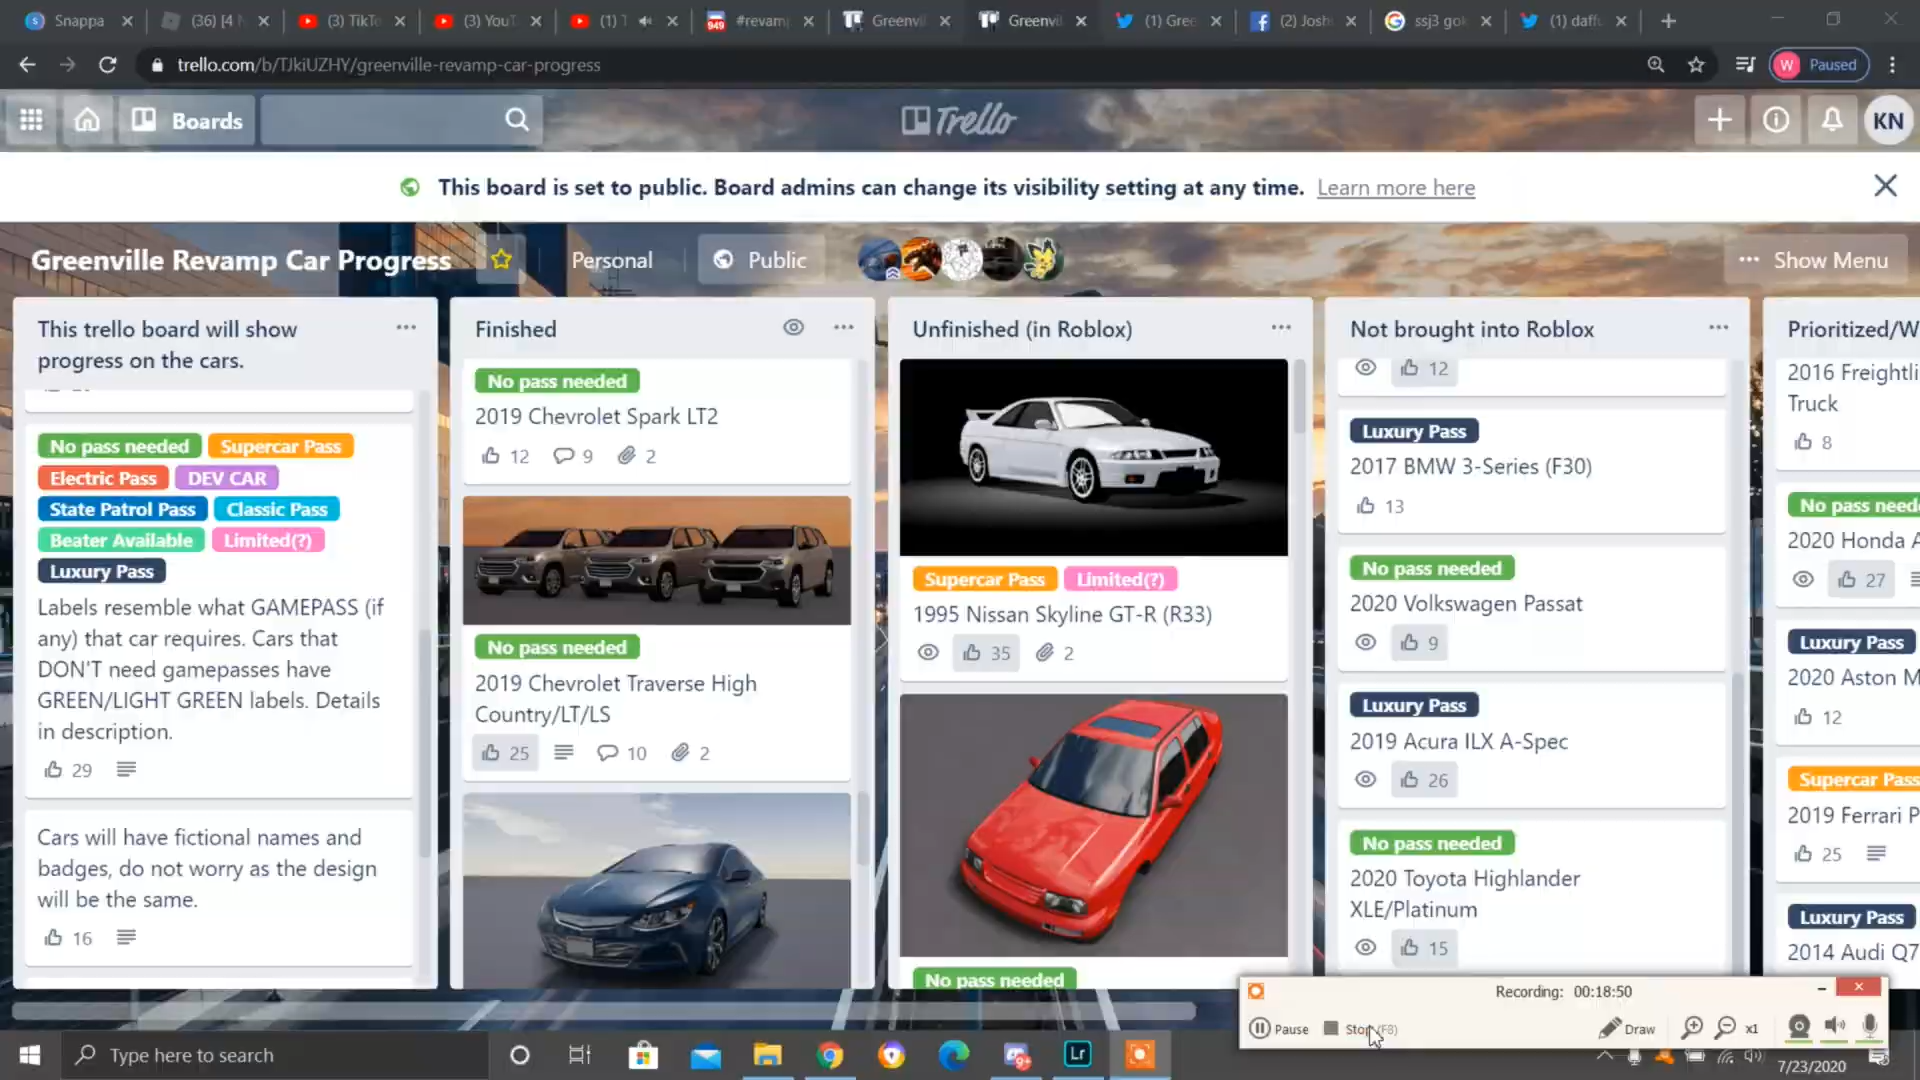 Snappa
(36) [4
(3) TikTo
(3) YouT
(1) T
#revam
Greenvil
Greenvil
(1) Gree
(2) Josh
ssj3 gok
(1) daff
trello.com/b/TJkiUZHY/greenville-revamp-car-progress
W
Paused
Boards
Trello
KN
This board is set to public. Board admins can change its visibility setting at any time. Learn more here
Greenville Revamp Car Progress
Personal
Public
Show Menu
This trello board will show
progress on the cars.
No pass needed
Supercar Pass
Electric Pass
DEV CAR
State Patrol Pass
Classic Pass
Beater Available
Limited(?)
Luxury Pass
Labels resemble what GAMEPASS (if
any) that car requires. Cars that
DON'T need gamepasses have
GREEN/LIGHT GREEN labels. Details
in description.
29
Cars will have fictional names and
badges, do not worry as the design
will be the same.
16
Finished
No pass needed
2019 Chevrolet Spark LT2
12 9 2
No pass needed
2019 Chevrolet Traverse High
Country/LT/LS
25 10 2
Unfinished (in Roblox)
Supercar Pass
Limited(?)
1995 Nissan Skyline GT-R (R33)
35 2
No pass needed
Not brought into Roblox
12
Luxury Pass
2017 BMW 3-Series (F30)
13
No pass needed
2020 Volkswagen Passat
9
Luxury Pass
2019 Acura ILX A-Spec
26
No pass needed
2020 Toyota Highlander
XLE/Platinum
15
Prioritized/W
2016 Freightli
Truck
8
No pass neede
2020 Honda A
27
Luxury Pass
2020 Aston M
12
Supercar Pass
2019 Ferrari P
25
Luxury Pass
2014 Audi Q7
Recording: 00:18:50
Pause
Stop (F8)
Draw
x1
Type here to search
9+
Lr
7/23/2020